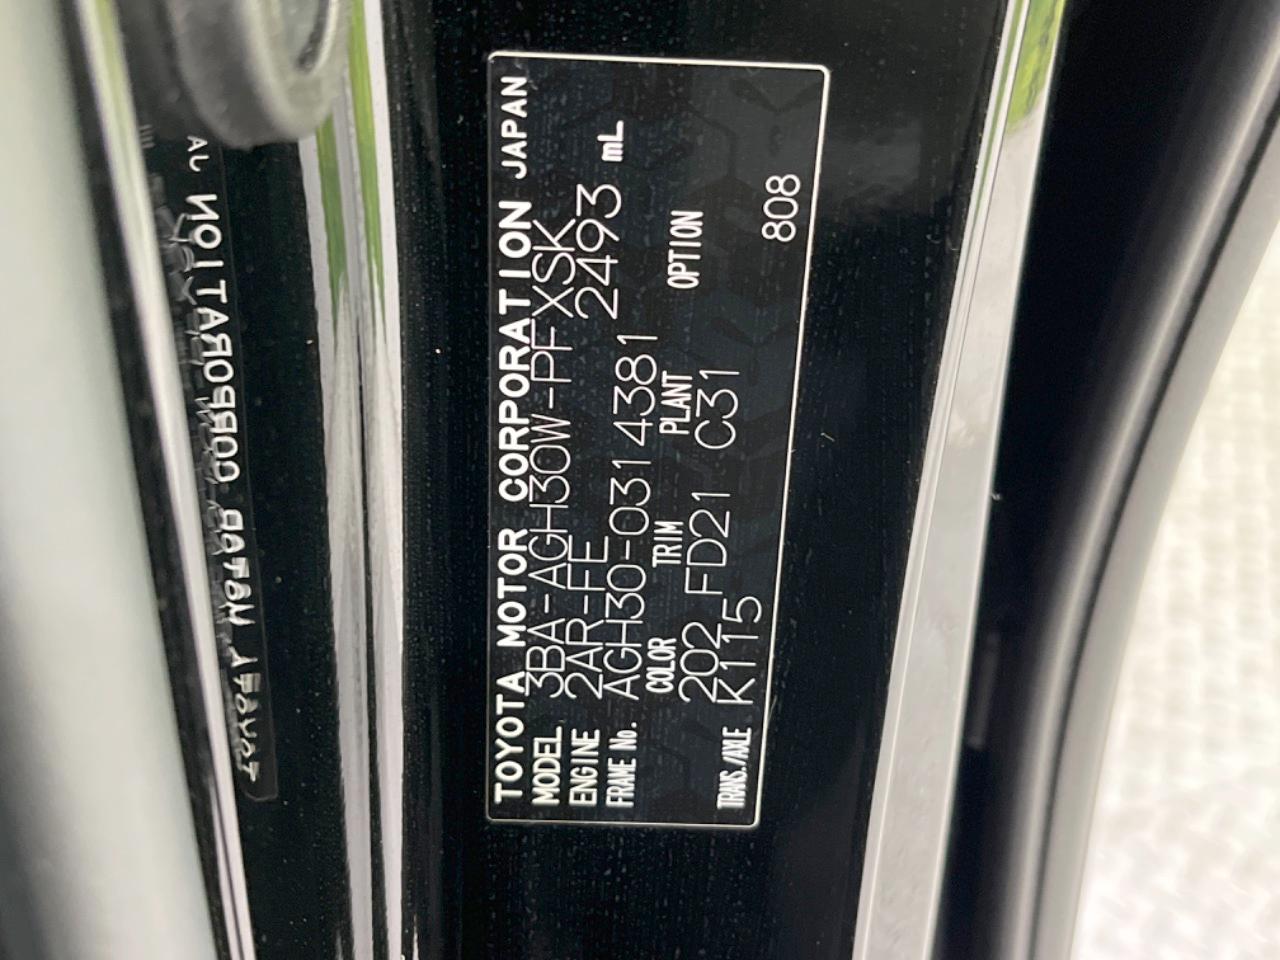 TOYOTA MOTOR CORPORATION JAPAN
MODEL 3BA-AGH30W-PFXSK
ENGINE 2AR-FE 2493 mL
FRAME No. AGH30-0314381
COLOR TRIM PLANT OPTION
202 FD21 C31
TRANS./AXLE K115 808